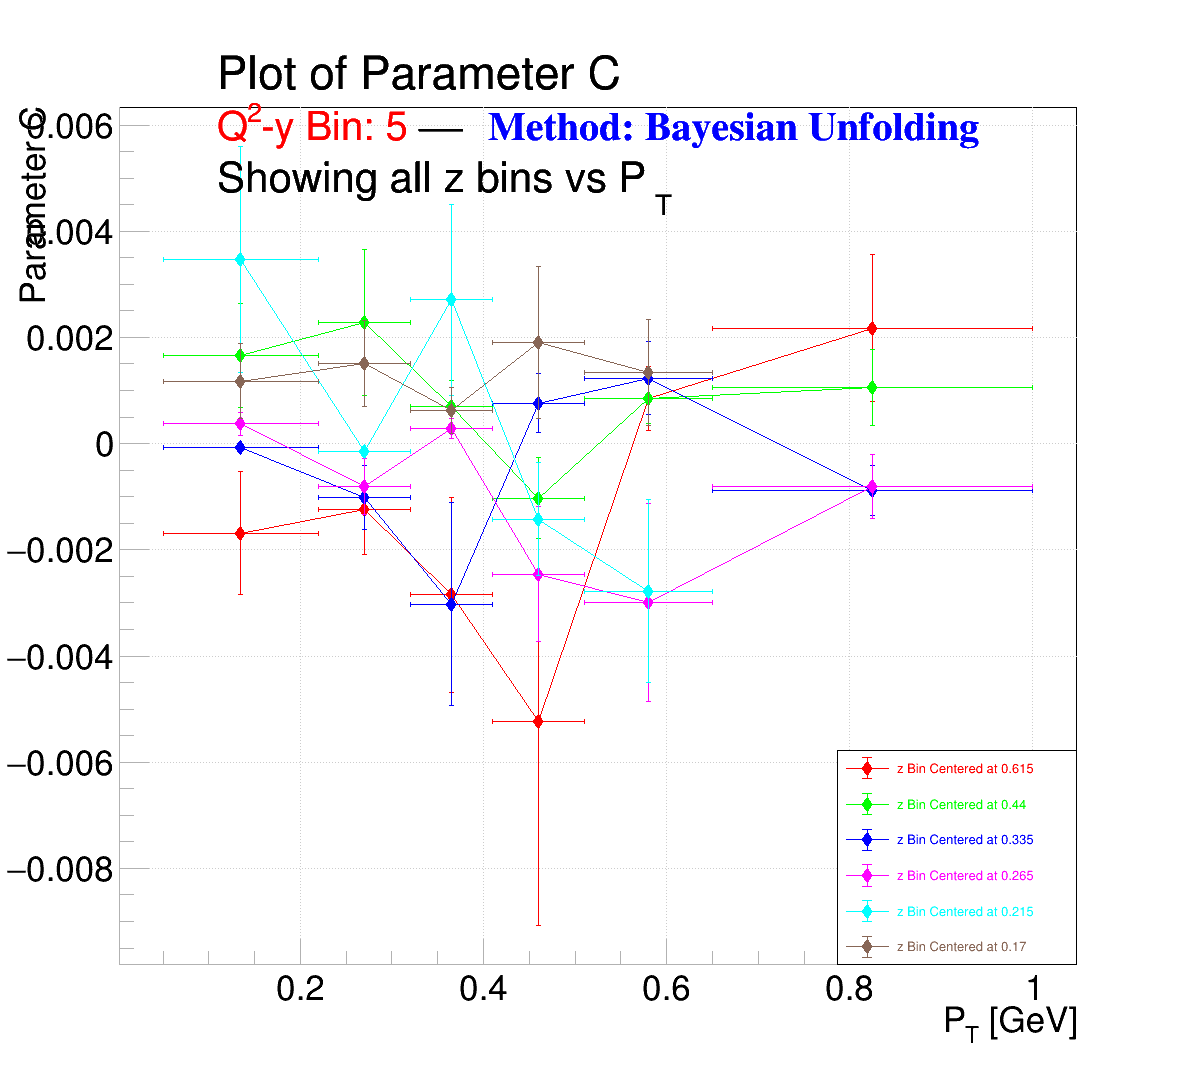 Plot of Parameter C
Q²-y Bin: 5 — Method: Bayesian Unfolding
Showing all z bins vs P_T
Parameter C
0.006
0.004
0.002
0
−0.002
−0.004
−0.006
−0.008
z Bin Centered at 0.615
z Bin Centered at 0.44
z Bin Centered at 0.335
z Bin Centered at 0.265
z Bin Centered at 0.215
z Bin Centered at 0.17
0.2 0.4 0.6 0.8 1
P_T [GeV]